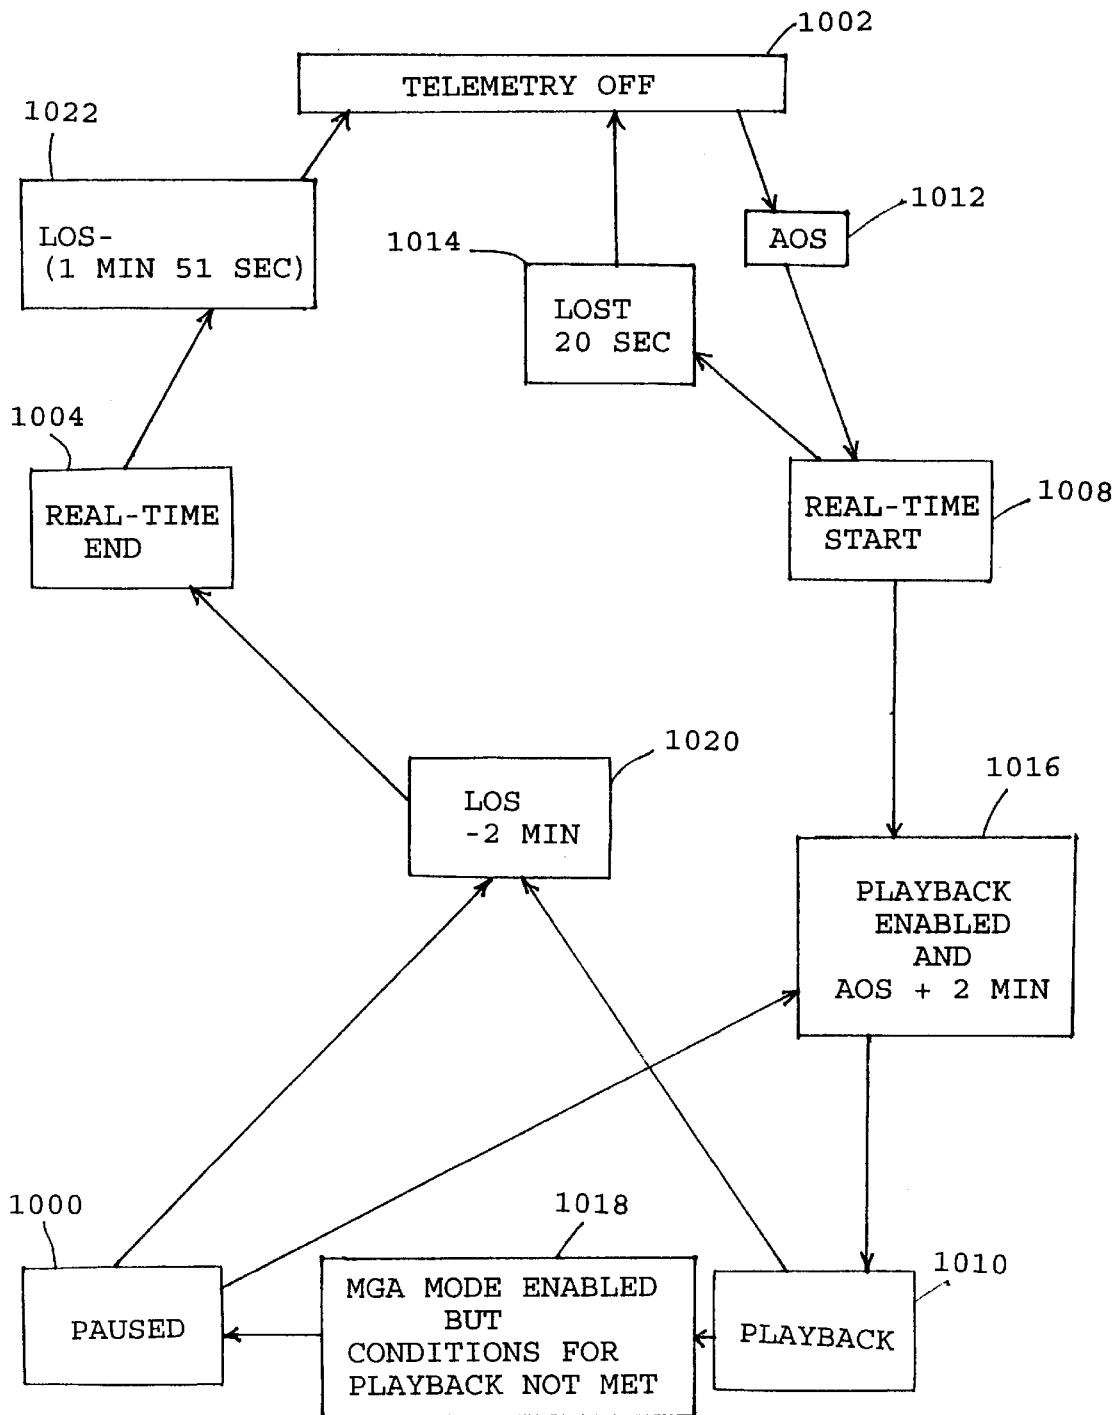 1002
TELEMETRY OFF
1022
LOS-
(1 MIN 51 SEC)
1012
AOS
1014
LOST
20 SEC
1004
REAL-TIME
END
1008
REAL-TIME
START
1020
LOS
-2 MIN
1016
PLAYBACK
ENABLED
AND
AOS + 2 MIN
1000
PAUSED
1018
MGA MODE ENABLED
BUT
CONDITIONS FOR
PLAYBACK NOT MET
1010
PLAYBACK